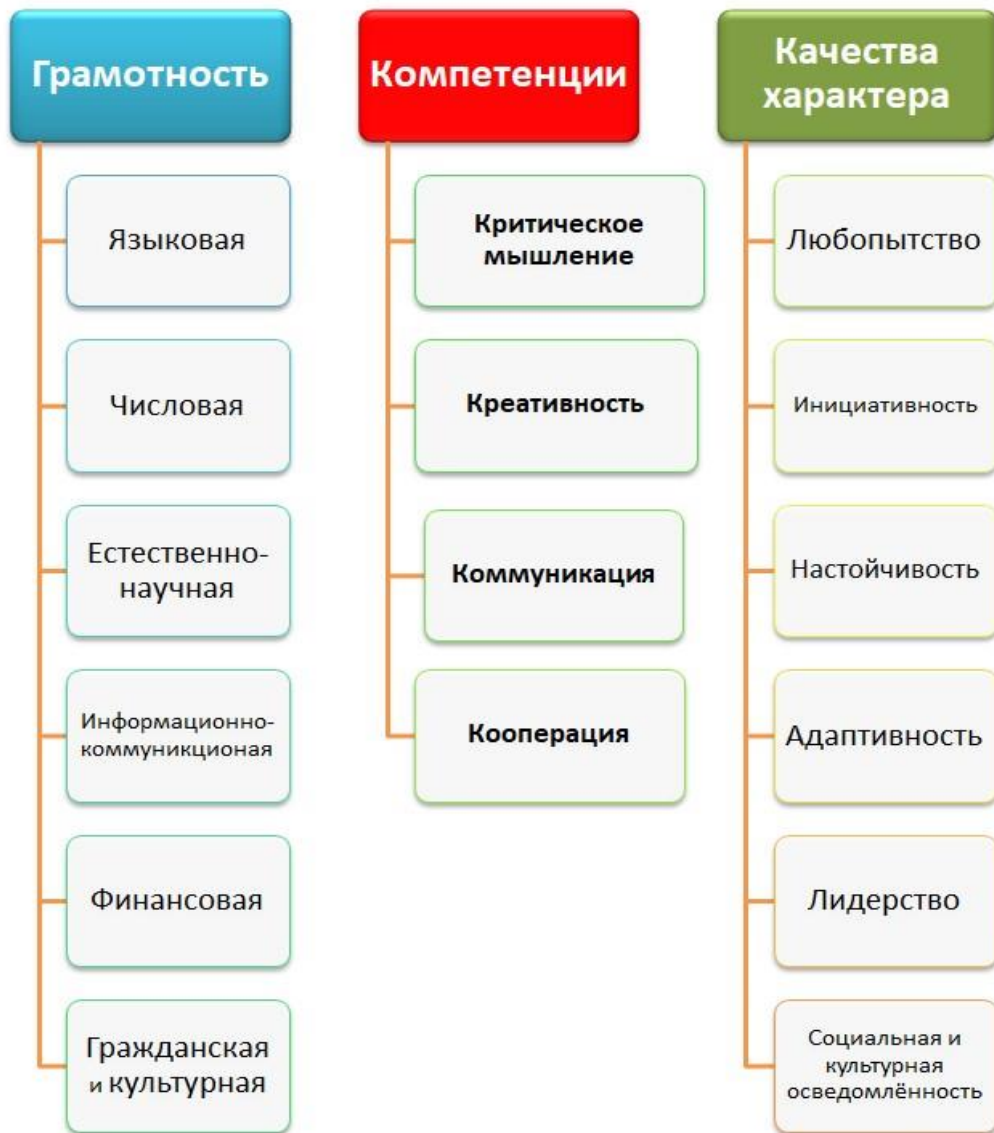 Грамотность
Языковая
Числовая
Естественно-
научная
Информационно-
коммуникционая
Финансовая
Гражданская
и культурная
Компетенции
Критическое
мышление
Креативность
Коммуникация
Кооперация
Качества
характера
Любопытство
Инициативность
Настойчивость
Адаптивность
Лидерство
Социальная и
культурная
осведомлённость